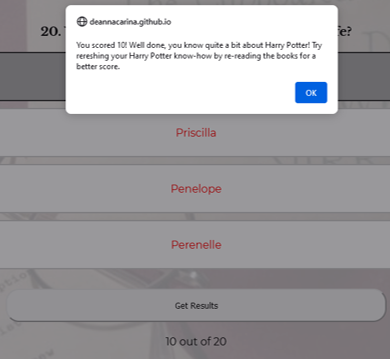 deannacarina.github.io
20.
fe?
You scored 10! Well done, you know quite a bit about Harry Potter! Try
rereshing your Harry Potter know-how by re-reading the books for a
better score.
OK
Priscilla
Penelope
Perenelle
Get Results
10 out of 20